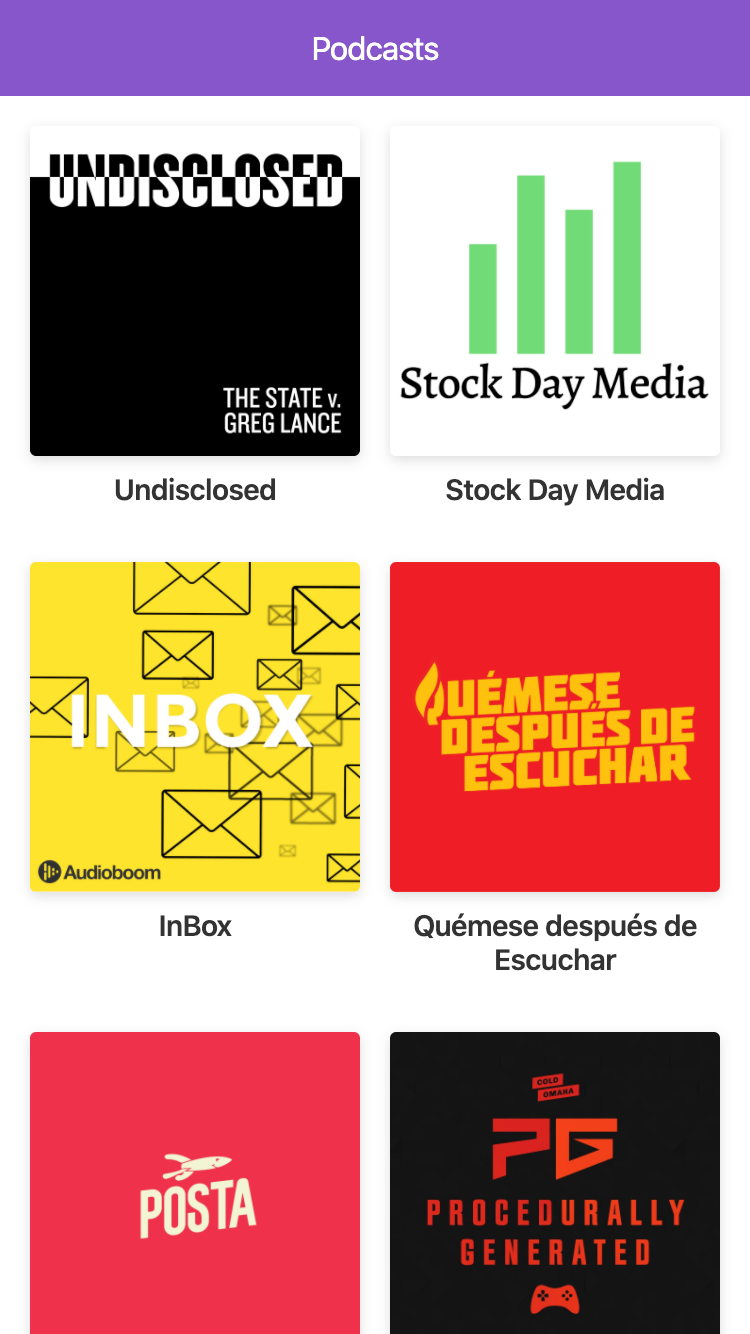 Podcasts
UNDISCLOSED
THE STATE v.
GREG LANCE
Undisclosed
Stock Day Media
Stock Day Media
INBOX
Audioboom
InBox
QUÉMESE
DESPUÉS DE
ESCUCHAR
Quémese después de
Escuchar
POSTA
COLD
OMAHA
PG
PROCEDURALLY
GENERATED